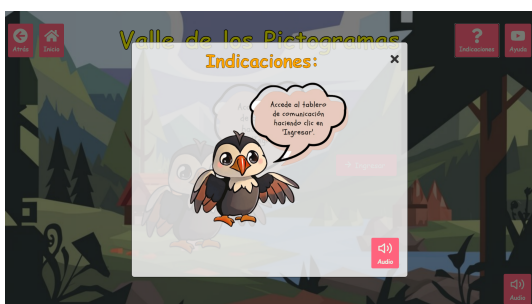 Valle de los Pictogramas
Atrás
Inicio
Indicaciones
Ayuda
Indicaciones:
Accede al tablero
de comunicación
haciendo clic en
'Ingresar'.
Audio
Audio